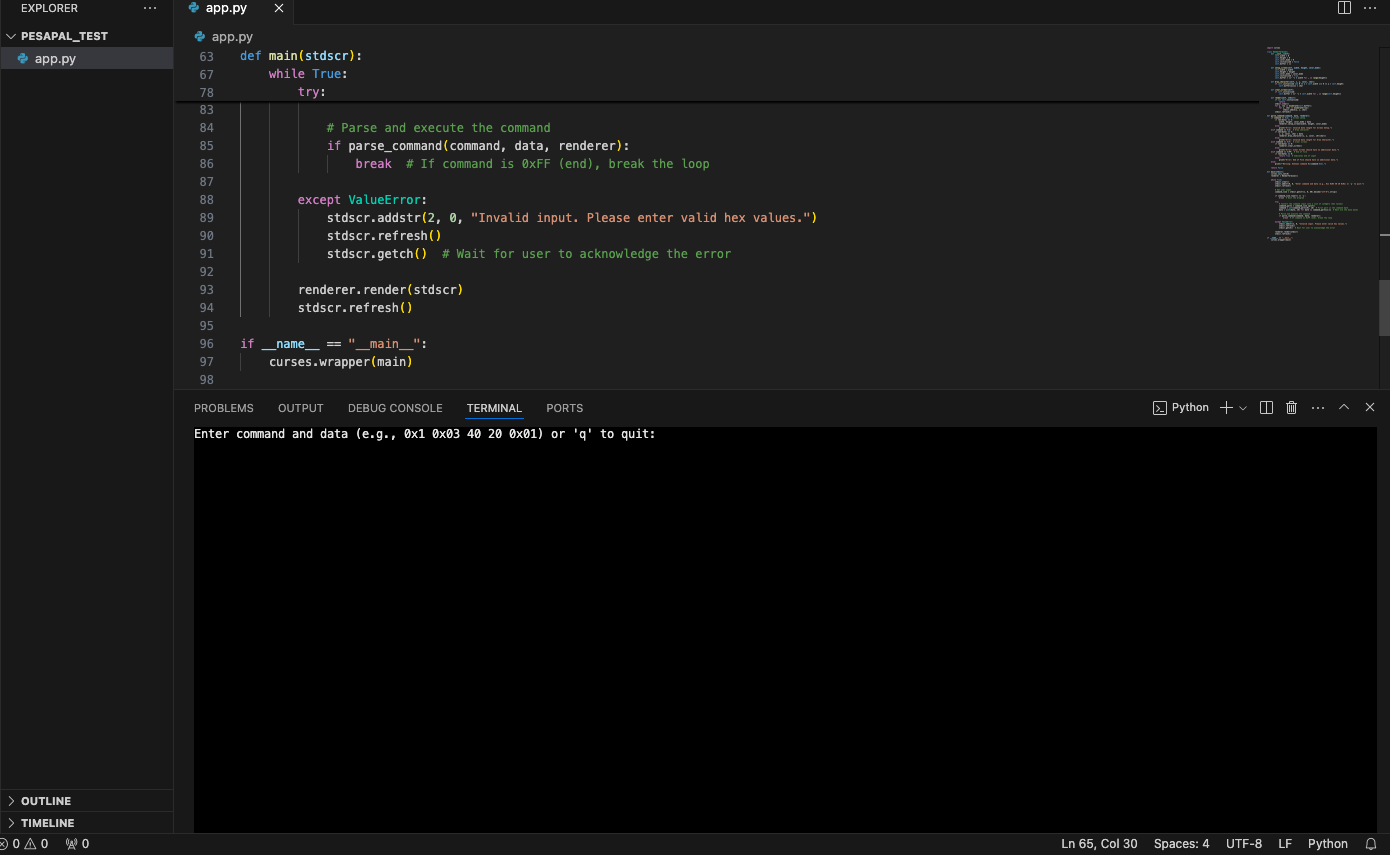 EXPLORER
PESAPAL_TEST
app.py
OUTLINE
TIMELINE
app.py
app.py
63 def main(stdscr):
67 while True:
78 try:
83
84 # Parse and execute the command
85 if parse_command(command, data, renderer):
86 break # If command is 0xFF (end), break the loop
87
88 except ValueError:
89 stdscr.addstr(2, 0, "Invalid input. Please enter valid hex values.")
90 stdscr.refresh()
91 stdscr.getch() # Wait for user to acknowledge the error
92
93 renderer.render(stdscr)
94 stdscr.refresh()
95
96 if __name__ == "__main__":
97 curses.wrapper(main)
98
PROBLEMS OUTPUT DEBUG CONSOLE TERMINAL PORTS Python
Enter command and data (e.g., 0x1 0x03 40 20 0x01) or 'q' to quit:
0 0 0 Ln 65, Col 30 Spaces: 4 UTF-8 LF Python